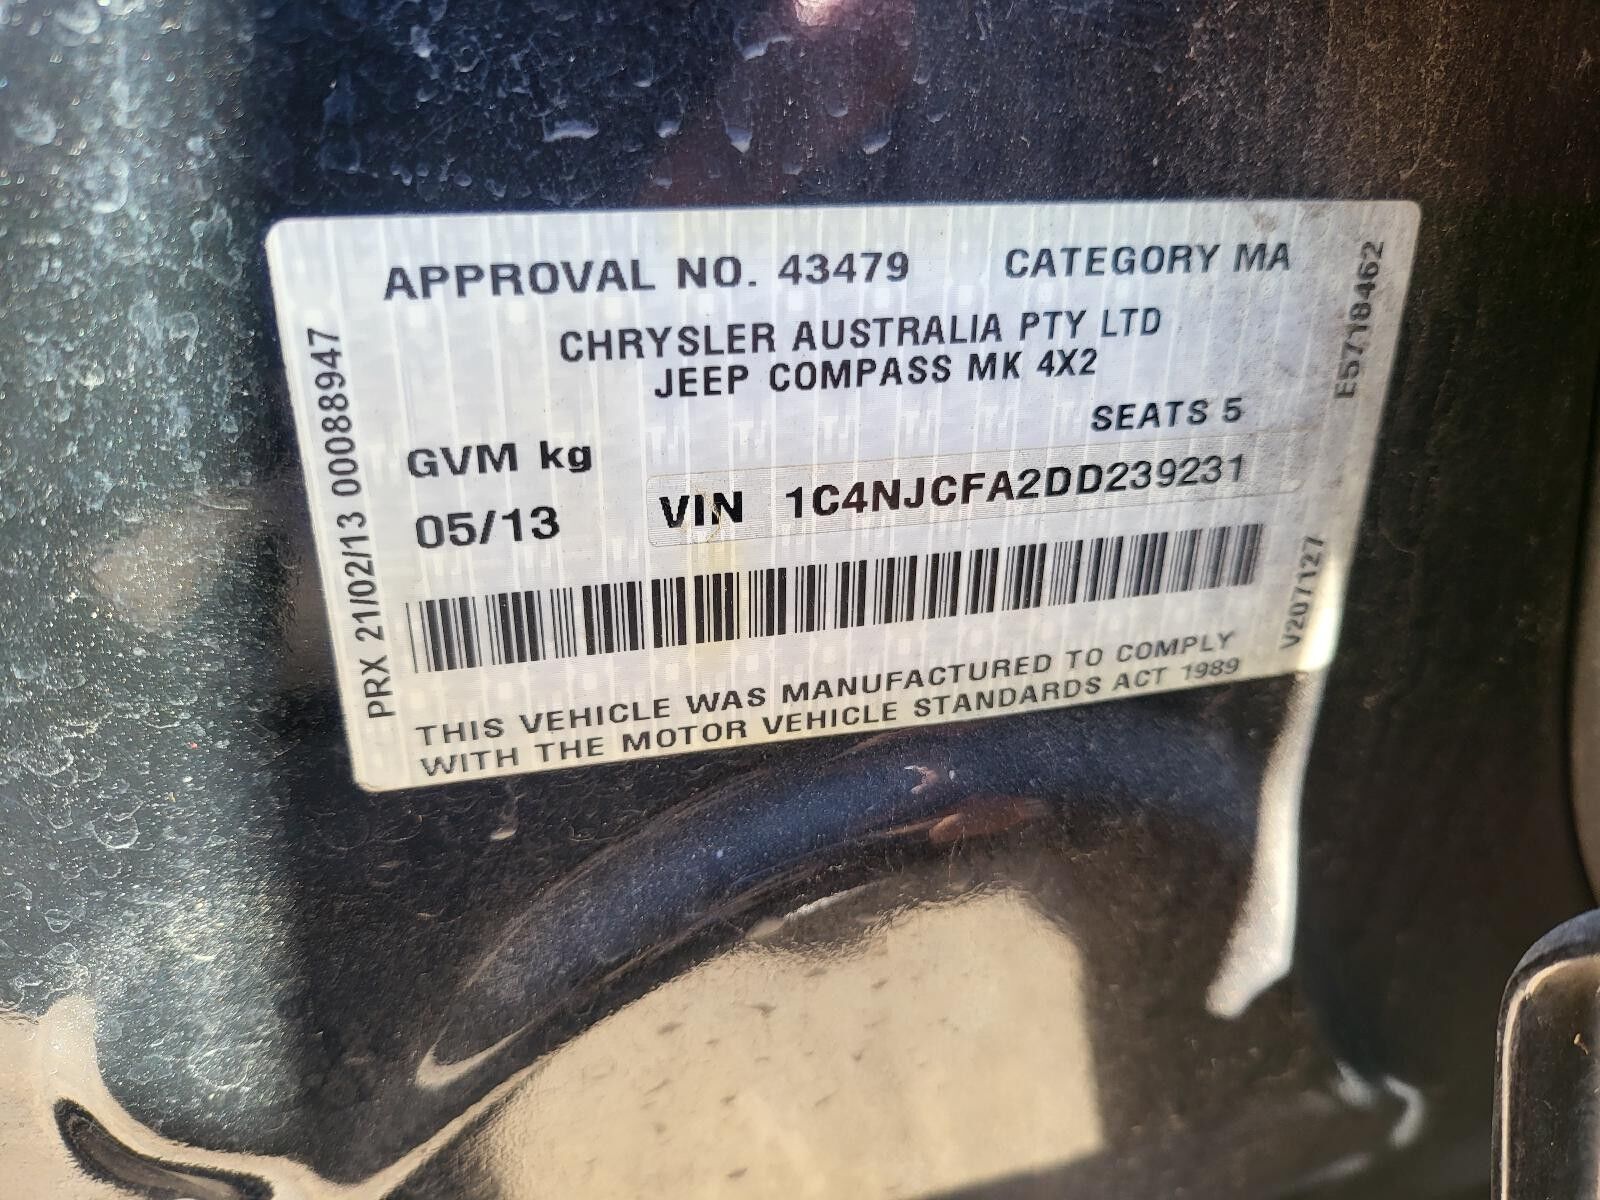 APPROVAL NO. 43479 CATEGORY MA
CHRYSLER AUSTRALIA PTY LTD
JEEP COMPASS MK 4X2
SEATS 5
GVM kg
05/13
VIN 1C4NJCFA2DD239231
THIS VEHICLE WAS MANUFACTURED TO COMPLY
WITH THE MOTOR VEHICLE STANDARDS ACT 1989
PRX 21/02/13 00088947
E5718462
V207127